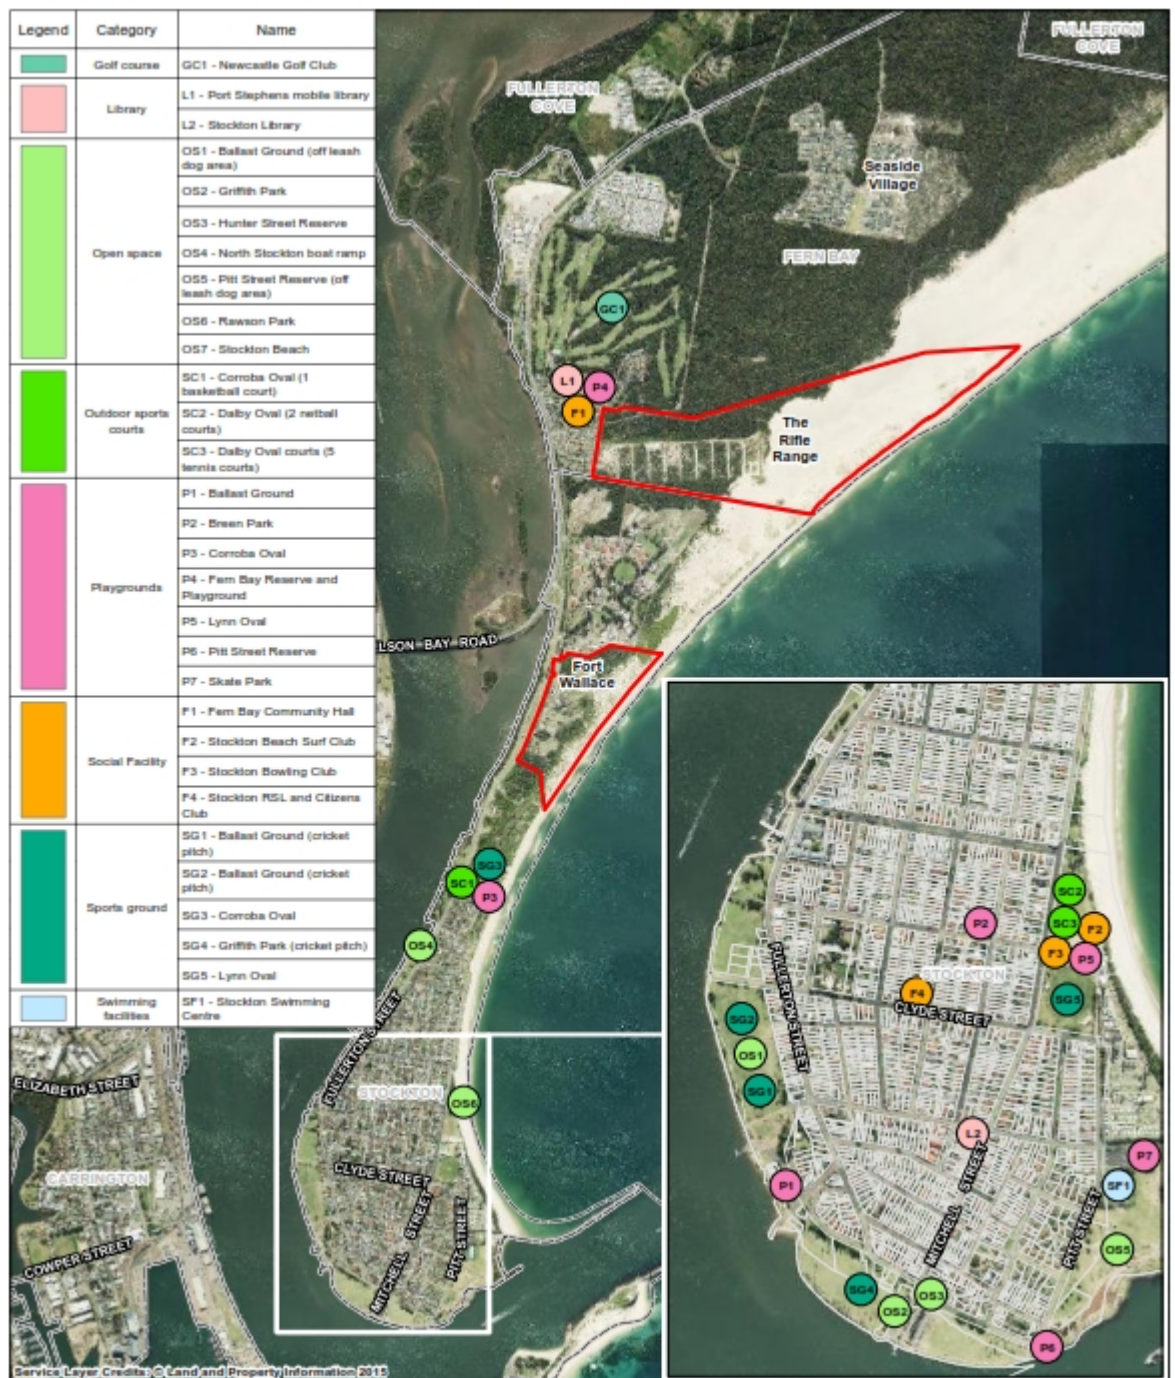 Legend Category Name
Golf course GC1 - Newcastle Golf Club
Library
L1 - Port Stephens mobile library
L2 - Stockton Library
Open space
OS1 - Ballast Ground (off leash
dog area)
OS2 - Griffith Park
OS3 - Hunter Street Reserve
OS4 - North Stockton boat ramp
OS5 - Pitt Street Reserve (off
leash dog area)
OS6 - Rawson Park
OS7 - Stockton Beach
Outdoor sports
courts
SC1 - Corroba Oval (1
basketball court)
SC2 - Dalby Oval (2 netball
courts)
SC3 - Dalby Oval courts (5
tennis courts)
Playgrounds
P1 - Ballast Ground
P2 - Breen Park
P3 - Corroba Oval
P4 - Fern Bay Reserve and
Playground
P5 - Lynn Oval
P6 - Pitt Street Reserve
P7 - Skate Park
Social Facility
F1 - Fern Bay Community Hall
F2 - Stockton Beach Surf Club
F3 - Stockton Bowling Club
F4 - Stockton RSL and Citizens
Club
Sports ground
SG1 - Ballast Ground (cricket
pitch)
SG2 - Ballast Ground (cricket
pitch)
SG3 - Corroba Oval
SG4 - Griffith Park (cricket pitch)
SG5 - Lynn Oval
Swimming
facilities
SF1 - Stockton Swimming
Centre
FULLERTON
COVE
FULLERTON
COVE
Seaside
Village
FERN BAY
GC1
L1
P4
F1
The
Rifle
Range
LSON BAY ROAD
Fort
Wallace
SG3
SC1
P3
OS4
FULLERTON STREET
STOCKTON
OS6
CLYDE STREET
MITCHELL STREET
PITT STREET
ELIZABETH STREET
CARRINGTON
COWPER STREET
SC2
P2
SC3
F2
F3
P5
STOCKTON
F4
SG5
CLYDE STREET
FULLERTON STREET
SG2
OS1
SG1
L2
P7
P1
SF1
MITCHELL STREET
PITT STREET
OS5
SG4
OS3
OS2
P6
Service Layer Credits: © Land and Property Information 2015